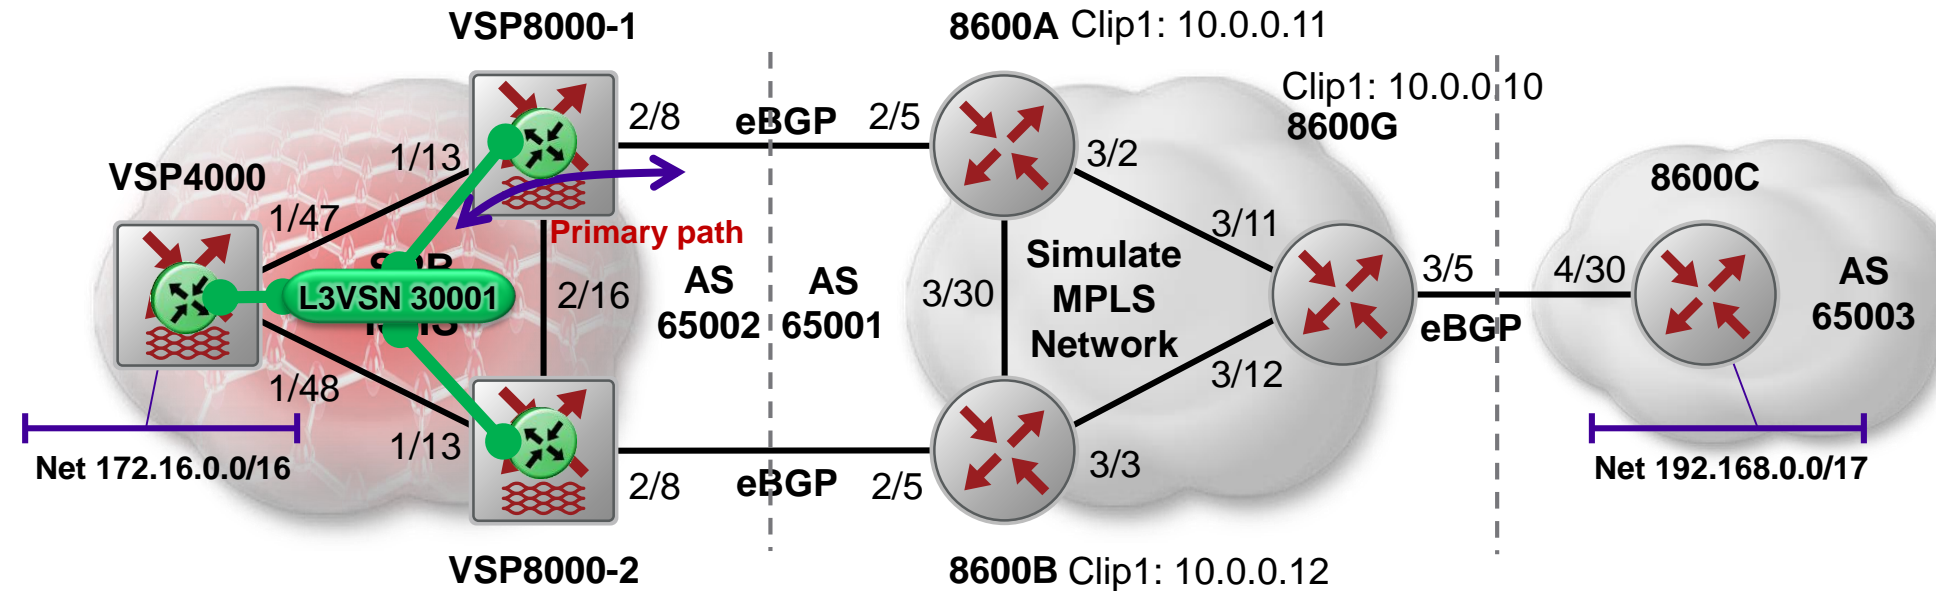 VSP8000-1
8600A Clip1: 10.0.0.11
Clip1: 10.0.0.10
8600G
2/8
eBGP
2/5
1/13
3/2
VSP4000
8600C
1/47
Primary path
3/11
Simulate
MPLS
Network
L3VSN 30001
2/16
AS
65002
AS
65001
3/30
3/5
4/30
AS
65003
eBGP
1/48
3/12
1/13
Net 172.16.0.0/16
3/3
Net 192.168.0.0/17
2/8
eBGP
2/5
VSP8000-2
8600B Clip1: 10.0.0.12